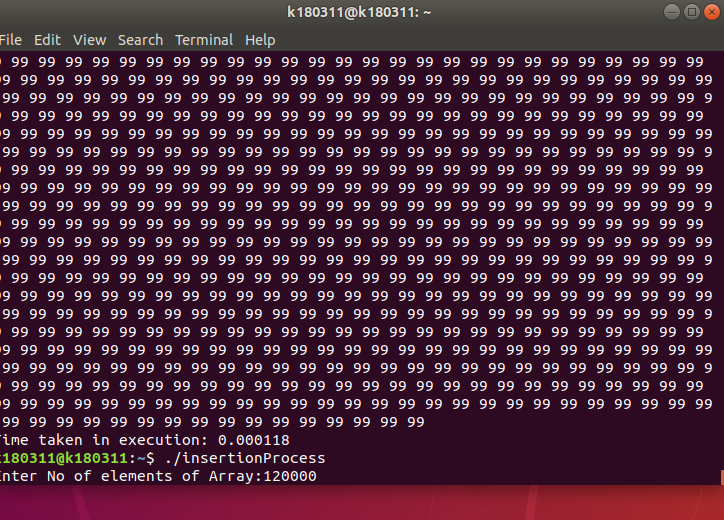 k180311@k180311: ~
File Edit View Search Terminal Help
9 99 99 99 99 99 99 99 99 99 99 99 99 99 99 99 99 99 99 99 99 99 99 99 99 99 99
99 99 99 99 99 99 99 99 99 99 99 99 99 99 99 99 99 99 99 99 99 99 99 99 99 99 99
99 99 99 99 99 99 99 99 99 99 99 99 99 99 99 99 99 99 99 99 99 99 99 99 99 99 9
9 99 99 99 99 99 99 99 99 99 99 99 99 99 99 99 99 99 99 99 99 99 99 99 99 99 99
99 99 99 99 99 99 99 99 99 99 99 99 99 99 99 99 99 99 99 99 99 99 99 99 99 99 99
99 99 99 99 99 99 99 99 99 99 99 99 99 99 99 99 99 99 99 99 99 99 99 99 99 99 9
9 99 99 99 99 99 99 99 99 99 99 99 99 99 99 99 99 99 99 99 99 99 99 99 99 99 99
99 99 99 99 99 99 99 99 99 99 99 99 99 99 99 99 99 99 99 99 99 99 99 99 99 99 99
99 99 99 99 99 99 99 99 99 99 99 99 99 99 99 99 99 99 99 99 99 99 99 99 99 99 9
9 99 99 99 99 99 99 99 99 99 99 99 99 99 99 99 99 99 99 99 99 99 99 99 99 99 99
99 99 99 99 99 99 99 99 99 99 99 99 99 99 99 99 99 99 99 99 99 99 99 99 99 99 99
99 99 99 99 99 99 99 99 99 99 99 99 99 99 99 99 99 99 99 99 99 99 99 99 99 99 9
9 99 99 99 99 99 99 99 99 99 99 99 99 99 99 99 99 99 99 99 99 99 99 99 99 99 99
99 99 99 99 99 99 99 99 99 99 99 99 99 99 99 99 99 99 99 99 99 99 99 99 99 99 99
99 99 99 99 99 99 99 99 99 99 99 99 99 99 99 99 99 99 99 99 99 99 99 99 99 99 9
9 99 99 99 99 99 99 99 99 99 99 99 99 99 99 99 99 99 99 99 99 99 99 99 99 99 99
99 99 99 99 99 99 99 99 99 99 99 99 99 99 99 99 99 99 99 99 99 99 99 99 99 99 99
99 99 99 99 99 99 99 99 99 99 99 99 99 99 99 99 99 99 99 99 99 99 99 99 99 99 9
9 99 99 99 99 99 99 99 99 99 99 99 99 99 99 99 99 99 99 99 99 99 99 99 99 99 99
99 99 99 99 99 99 99 99 99 99 99 99 99 99 99 99 99 99 99 99 99 99 99 99 99 99 99
99 99 99 99 99 99 99 99 99 99 99 99 99 99 99 99
Time taken in execution: 0.000118
k180311@k180311:~$ ./insertionProcess
Enter No of elements of Array:120000